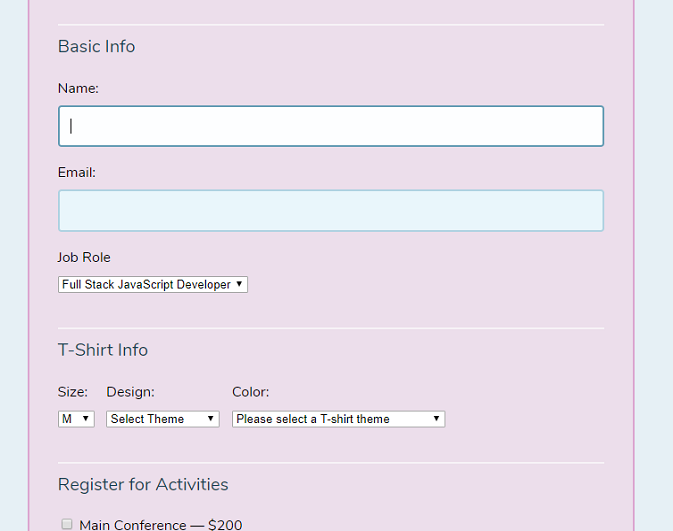 Basic Info
Name:
Email:
Job Role
Full Stack JavaScript Developer
T-Shirt Info
Size: Design: Color:
M Select Theme Please select a T-shirt theme
Register for Activities
Main Conference — $200